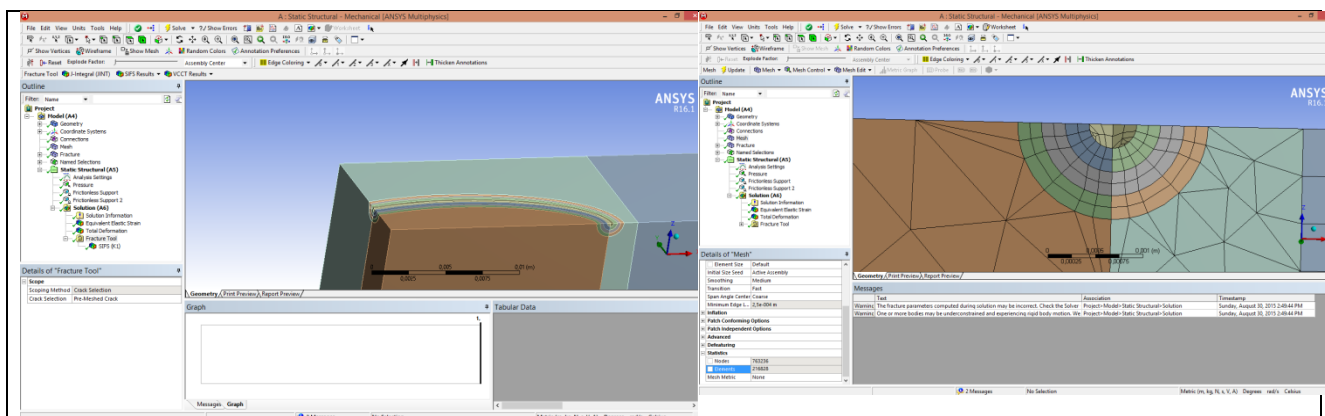 A : Static Structural - Mechanical [ANSYS Multiphysics]
File Edit View Units Tools Help Solve ?/ Show Errors Worksheet
Show Vertices Wireframe Show Mesh Random Colors Annotation Preferences
Reset Explode Factor: Assembly Center Edge Coloring Thicken Annotations
Fracture Tool J-Integral (JINT) SIFS Results VCCT Results
Outline
Filter: Name
Project
Model (A4)
Geometry
Coordinate Systems
Connections
Mesh
Fracture
Named Selections
Static Structural (A5)
Analysis Settings
Pressure
Frictionless Support
Frictionless Support 2
Solution (A6)
Solution Information
Equivalent Elastic Strain
Total Deformation
Fracture Tool
SIFS (K1)
Details of "Fracture Tool"
Scope
Scoping Method Crack Selection
Crack Selection Pre-Meshed Crack
ANSYS
R16.1
0 0,005 0,01 (m)
0,0025 0,0075
Geometry Print Preview Report Preview
Graph
Tabular Data
1,
Messages Graph
A : Static Structural - Mechanical [ANSYS Multiphysics]
File Edit View Units Tools Help Solve ?/ Show Errors Worksheet
Show Vertices Wireframe Show Mesh Random Colors Annotation Preferences
Reset Explode Factor: Assembly Center Edge Coloring Thicken Annotations
Mesh Update Mesh Mesh Control Mesh Edit Metric Graph
Outline
Filter: Name
Project
Model (A4)
Geometry
Coordinate Systems
Connections
Mesh
Fracture
Named Selections
Static Structural (A5)
Analysis Settings
Pressure
Frictionless Support
Frictionless Support 2
Solution (A6)
Solution Information
Equivalent Elastic Strain
Total Deformation
Fracture Tool
Details of "Mesh"
Element Size Default
Initial Size Seed Active Assembly
Smoothing Medium
Transition Fast
Span Angle Center Coarse
Minimum Edge L... 2,5e-004 m
Inflation
Patch Conforming Options
Patch Independent Options
Advanced
Defeaturing
Statistics
Nodes 763236
Elements
Mesh Metric None
ANSYS
R16.
0,001 (m)
0,00025 0,00075
Geometry Print Preview Report Preview
Messages
Text Association Timestamp
Warning The fracture parameters computed during solution may be incorrect. Check the Solver Project>Model>Static Structural>Solution Sunday, August 30, 2015 2:49:44 PM
Warning One or more bodies may be underconstrained and experiencing rigid body motion. We Project>Model>Static Structural>Solution Sunday, August 30, 2015 2:49:44 PM
2 Messages No Selection Metric (m, kg, N, s, V, A) Degrees rad/s Celsius